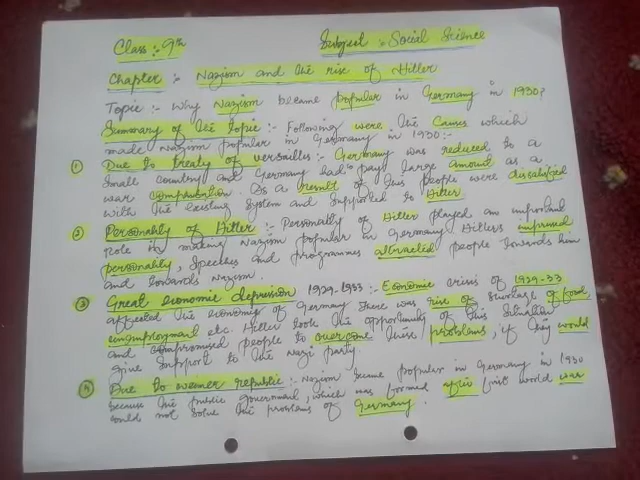 Class :- 9th Subject :- Social Science
Chapter :- Nazism and the rise of Hitler
Topic :- Why Nazism became popular in Germany in 1930?
Summary of the topic :- Following were the causes which
made Nazism popular in Germany in 1930:-
① Due to treaty of versailles :- Germany was reduced to a
small country and Germany had to pay large amount as a
war compensation. As a result of this people were dissatisfied
with the existing system and supported to Hitler
② Personality of Hitler :- Personality of Hitler played an important
role in making Nazism popular in Germany Hitlers
personality, speeches and programmes attracted people towards him
and towards Nazism.
③ Great economic depression 1929-1933 :- Economic crisis of 1929-33
affected the economy of Germany There was rise of shortage of food,
unemployment etc. Hitler took the opportunity of this situation
and people to overcome these problems, if they would
give support to the Nazi party.
④ Due to weimer republic :- Nazism became popular in Germany in 1930
because the public government, which was formed after first world war
could not solve the problems of Germany.